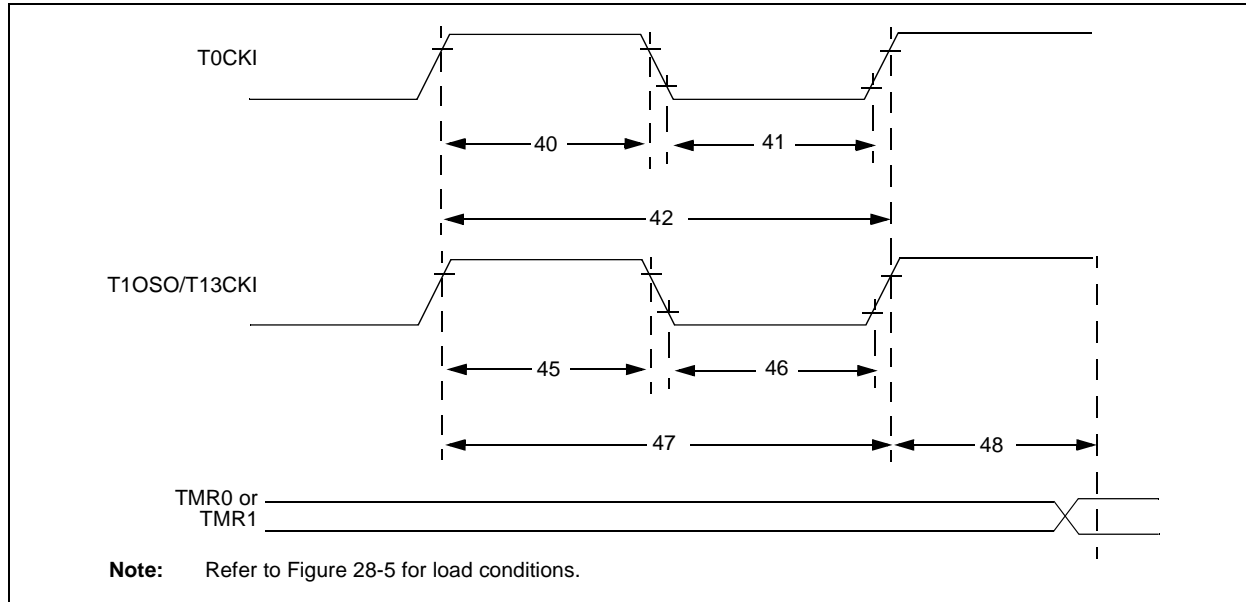 T0CKI
40
41
42
T1OSO/T13CKI
45
46
47
48
TMR0 or
TMR1
Note: Refer to Figure 28-5 for load conditions.